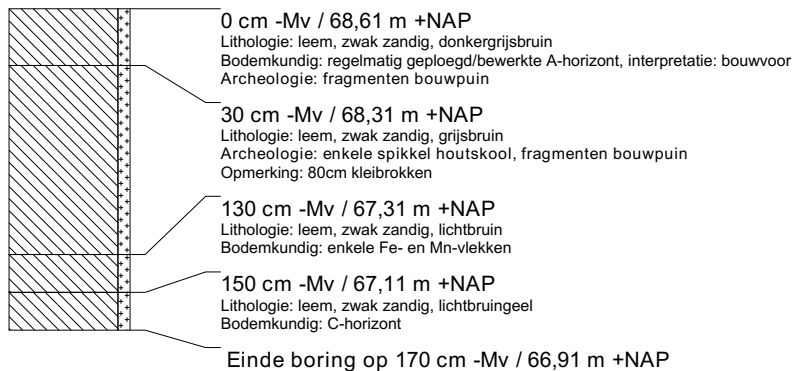 0 cm -Mv / 68,61 m +NAP
Lithologie: leem, zwak zandig, donkergrijsbruin
Bodemkundig: regelmatig geploegd/bewerkte A-horizont, interpretatie: bouwvoor
Archeologie: fragmenten bouwpuin
30 cm -Mv / 68,31 m +NAP
Lithologie: leem, zwak zandig, grijsbruin
Archeologie: enkele spikkel houtskool, fragmenten bouwpuin
Opmerking: 80cm kleibrokken
130 cm -Mv / 67,31 m +NAP
Lithologie: leem, zwak zandig, lichtbruin
Bodemkundig: enkele Fe- en Mn-vlekken
150 cm -Mv / 67,11 m +NAP
Lithologie: leem, zwak zandig, lichtbruingeel
Bodemkundig: C-horizont
Einde boring op 170 cm -Mv / 66,91 m +NAP